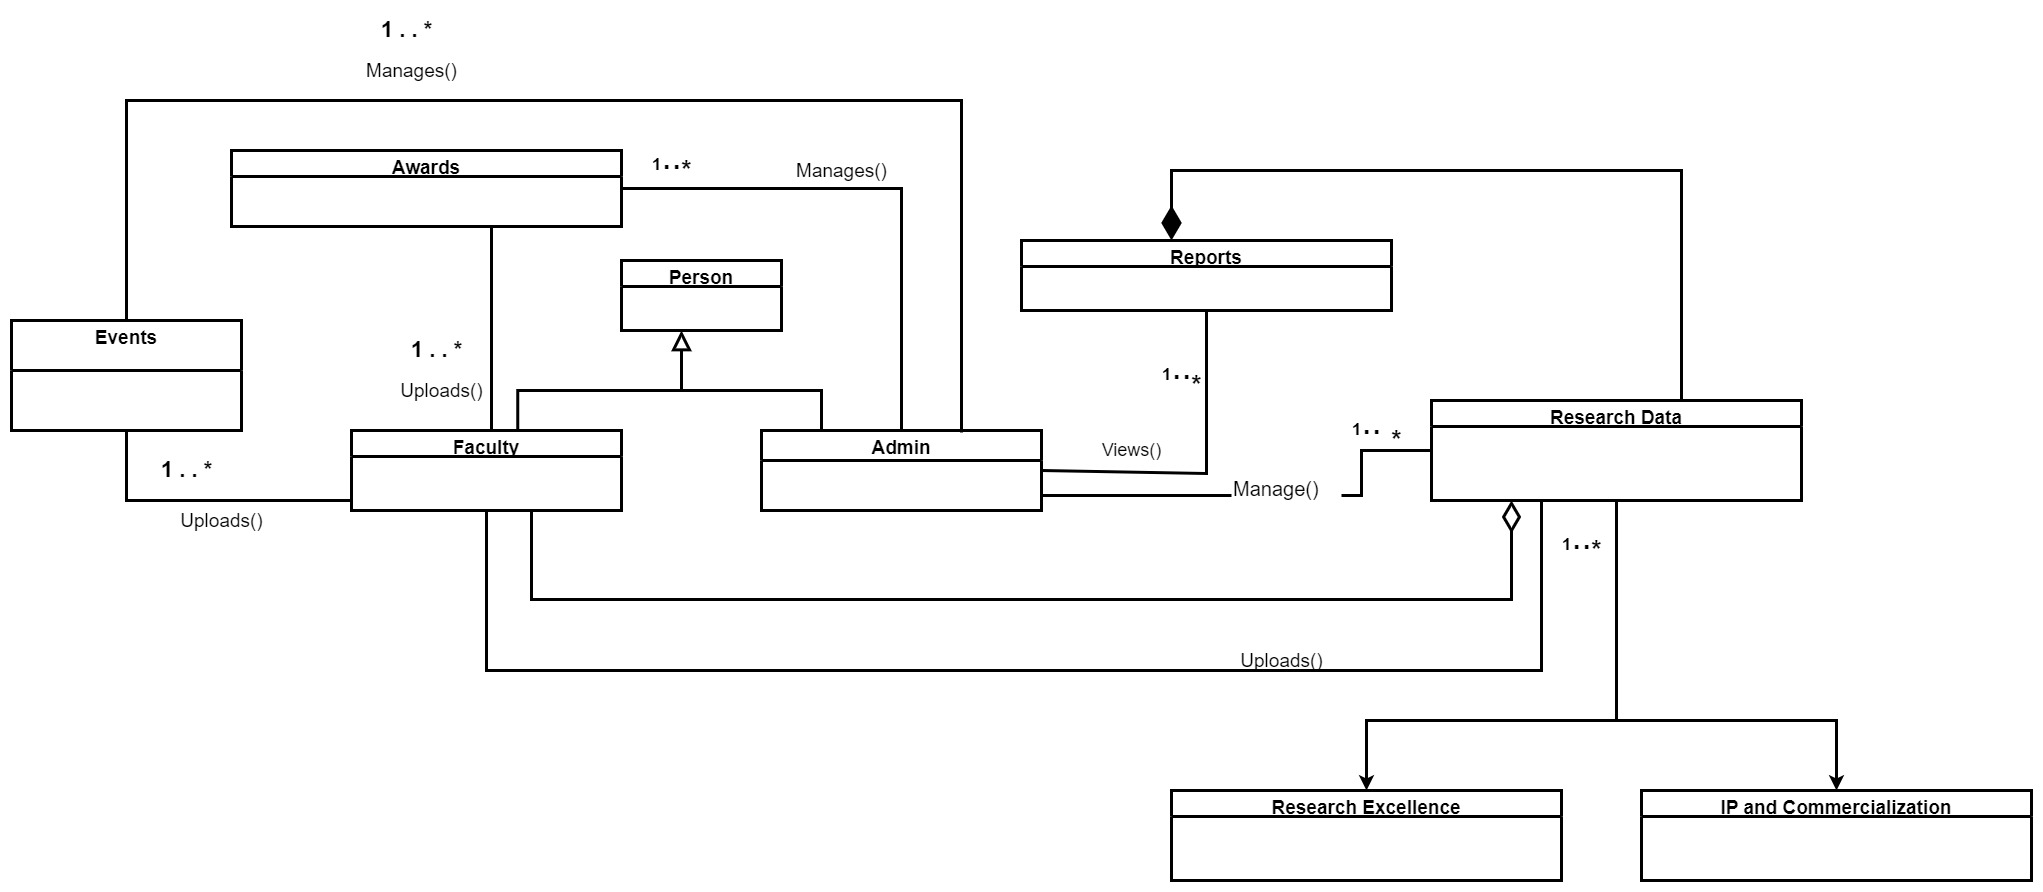 1 . . *
Manages()
Awards
1..*
Manages()
Person
Reports
Events
1 . . *
Uploads()
1..*
Faculty
Admin
Views()
1.. *
Research Data
1 . . *
Uploads()
Manage()
1..*
Uploads()
Research Excellence
IP and Commercialization